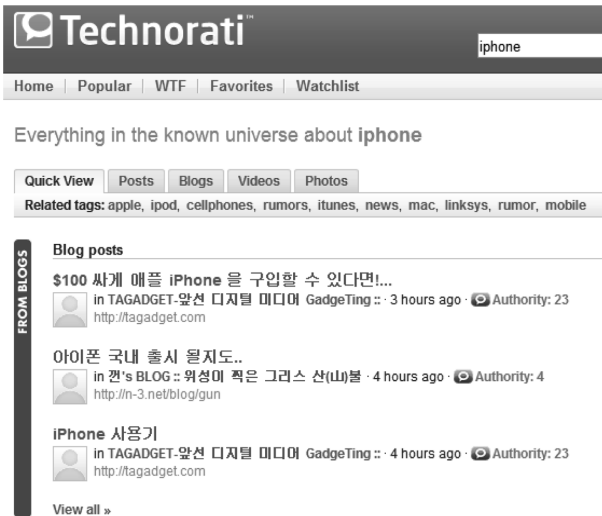 Technorati™
iphone
Home | Popular | WTF | Favorites | Watchlist
Everything in the known universe about iphone
Quick View Posts Blogs Videos Photos
Related tags: apple, ipod, cellphones, rumors, itunes, news, mac, linksys, rumor, mobile
FROM BLOGS
Blog posts
$100 싸게 애플 iPhone 을 구입할 수 있다면!...
in TAGADGET-앞선 디지털 미디어 GadgeTing :: · 3 hours ago · Authority: 23
http://tagadget.com
아이폰 국내 출시 될지도..
in 껀's BLOG :: 위성이 찍은 그리스 산(山)불 · 4 hours ago · Authority: 4
http://n-3.net/blog/gun
iPhone 사용기
in TAGADGET-앞선 디지털 미디어 GadgeTing :: · 4 hours ago · Authority: 23
http://tagadget.com
View all »